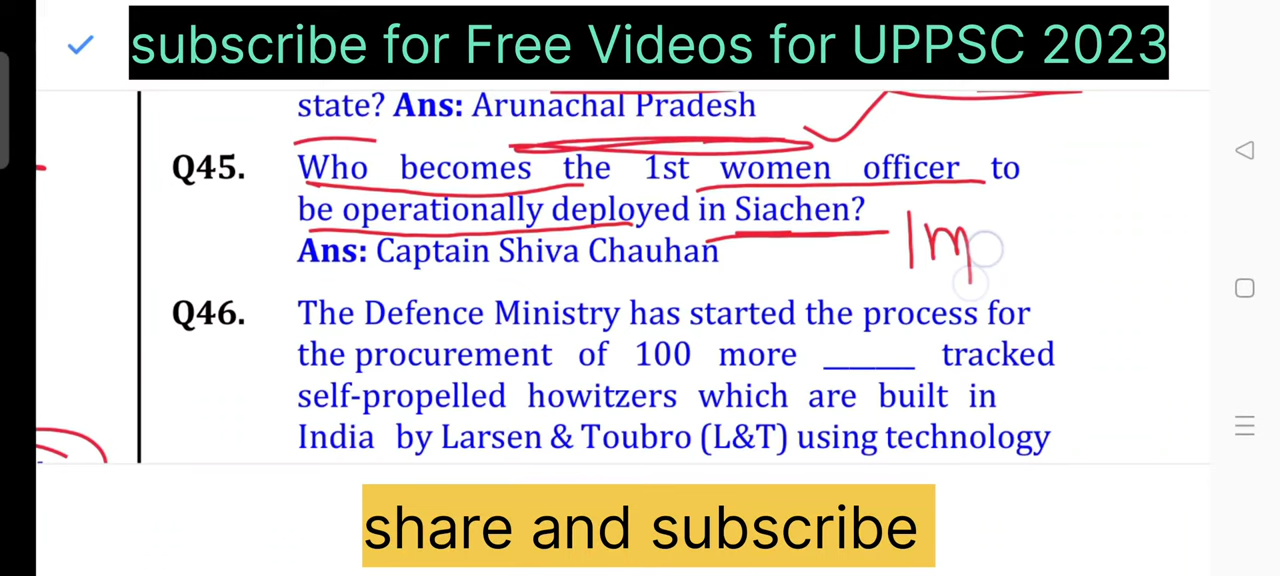 subscribe for Free Videos for UPPSC 2023
state? Ans: Arunachal Pradesh
Q45. Who becomes the 1st women officer to
be operationally deployed in Siachen?
Ans: Captain Shiva Chauhan
Imp
Q46. The Defence Ministry has started the process for
the procurement of 100 more ______ tracked
self-propelled howitzers which are built in
India by Larsen & Toubro (L&T) using technology
share and subscribe